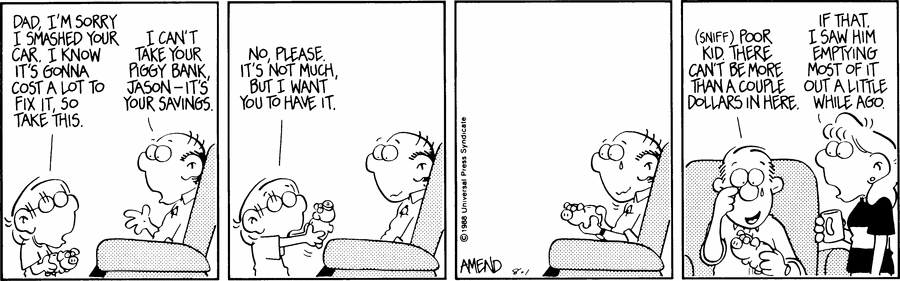 DAD, I'M SORRY
I SMASHED YOUR
CAR. I KNOW
IT'S GONNA
COST A LOT TO
FIX IT, SO
TAKE THIS.
I CAN'T
TAKE YOUR
PIGGY BANK,
JASON—IT'S
YOUR SAVINGS.
NO, PLEASE.
IT'S NOT MUCH,
BUT I WANT
YOU TO HAVE IT.
© 1988 Universal Press Syndicate
AMEND 8·1
(SNIFF) POOR
KID. THERE
CAN'T BE MORE
THAN A COUPLE
DOLLARS IN HERE.
IF THAT.
I SAW HIM
EMPTYING
MOST OF IT
OUT A LITTLE
WHILE AGO.